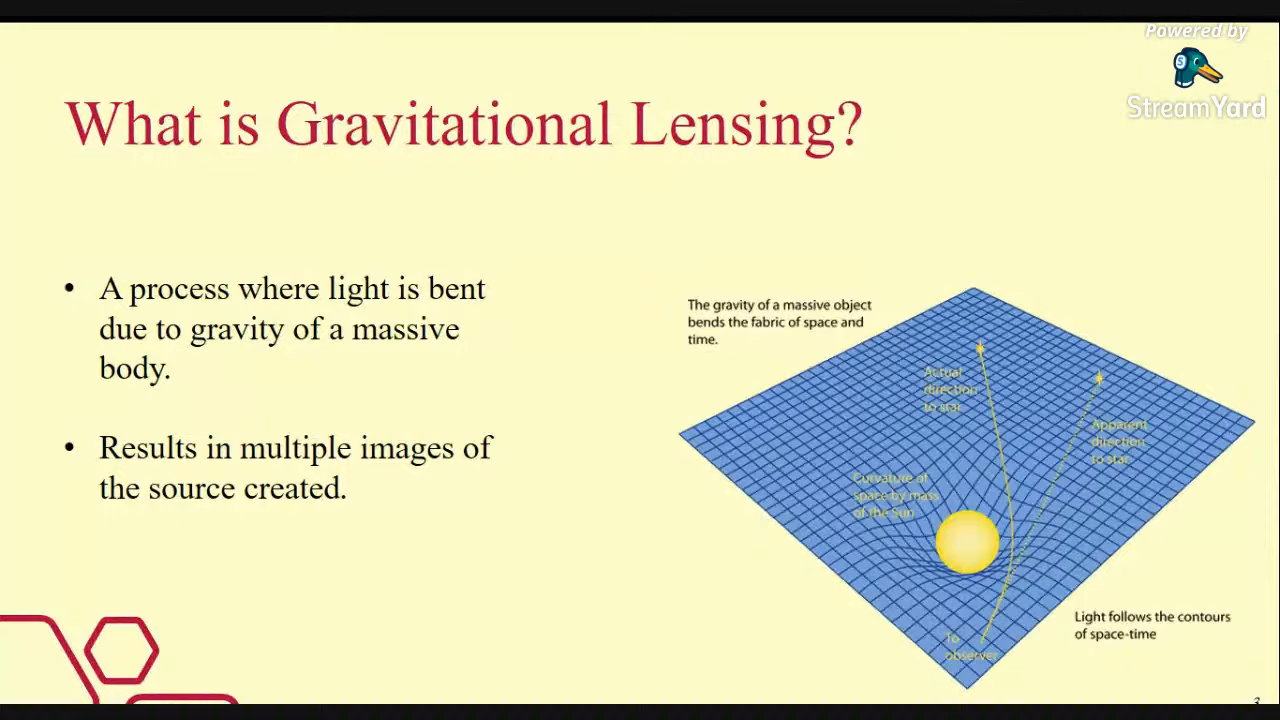 Powered by
StreamYard
What is Gravitational Lensing?
• A process where light is bent
due to gravity of a massive
body.
• Results in multiple images of
the source created.
The gravity of a massive object
bends the fabric of space and
time.
Actual
direction
to star
Apparent
direction
to star
Curvature of
space by mass
of the Sun
To
observer
Light follows the contours
of space-time
3